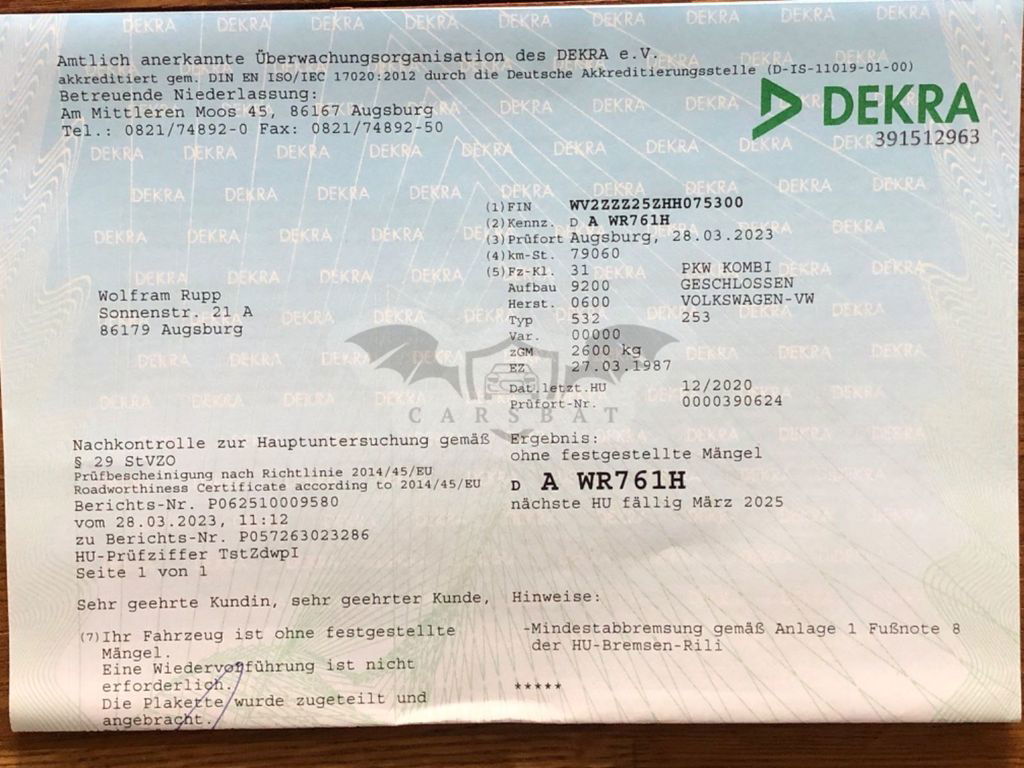 Amtlich anerkannte Überwachungsorganisation des DEKRA e.V.
akkreditiert gem. DIN EN ISO/IEC 17020:2012 durch die Deutsche Akkreditierungsstelle (D-IS-11019-01-00)
Betreuende Niederlassung:
Am Mittleren Moos 45, 86167 Augsburg
Tel.: 0821/74892-0 Fax: 0821/74892-50
DEKRA
391512963
(1) FIN WV2ZZZ25ZHH075300
(2) Kennz. D A WR761H
(3) Prüfort Augsburg, 28.03.2023
(4) km-St. 79060
(5) Fz-Kl. 31 PKW KOMBI
Aufbau 9200 GESCHLOSSEN
Herst. 0600 VOLKSWAGEN-VW
Typ 532 253
Var. 00000
zGM 2600 kg
EZ 27.03.1987
Dat.letzt.HU 12/2020
Prüfort-Nr. 0000390624
Wolfram Rupp
Sonnenstr. 21 A
86179 Augsburg
CARSBAT
Nachkontrolle zur Hauptuntersuchung gemäß
§ 29 StVZO
Prüfbescheinigung nach Richtlinie 2014/45/EU
Roadworthiness Certificate according to 2014/45/EU
Berichts-Nr. P062510009580
vom 28.03.2023, 11:12
zu Berichts-Nr. P057263023286
HU-Prüfziffer TstZdwpI
Seite 1 von 1
Ergebnis:
ohne festgestellte Mängel
D A WR761H
nächste HU fällig März 2025
Sehr geehrte Kundin, sehr geehrter Kunde,
(7) Ihr Fahrzeug ist ohne festgestellte
Mängel.
Eine Wiedervorführung ist nicht
erforderlich.
Die Plakette wurde zugeteilt und
angebracht.
Hinweise:
-Mindestabbremsung gemäß Anlage 1 Fußnote 8
der HU-Bremsen-Rili
*****